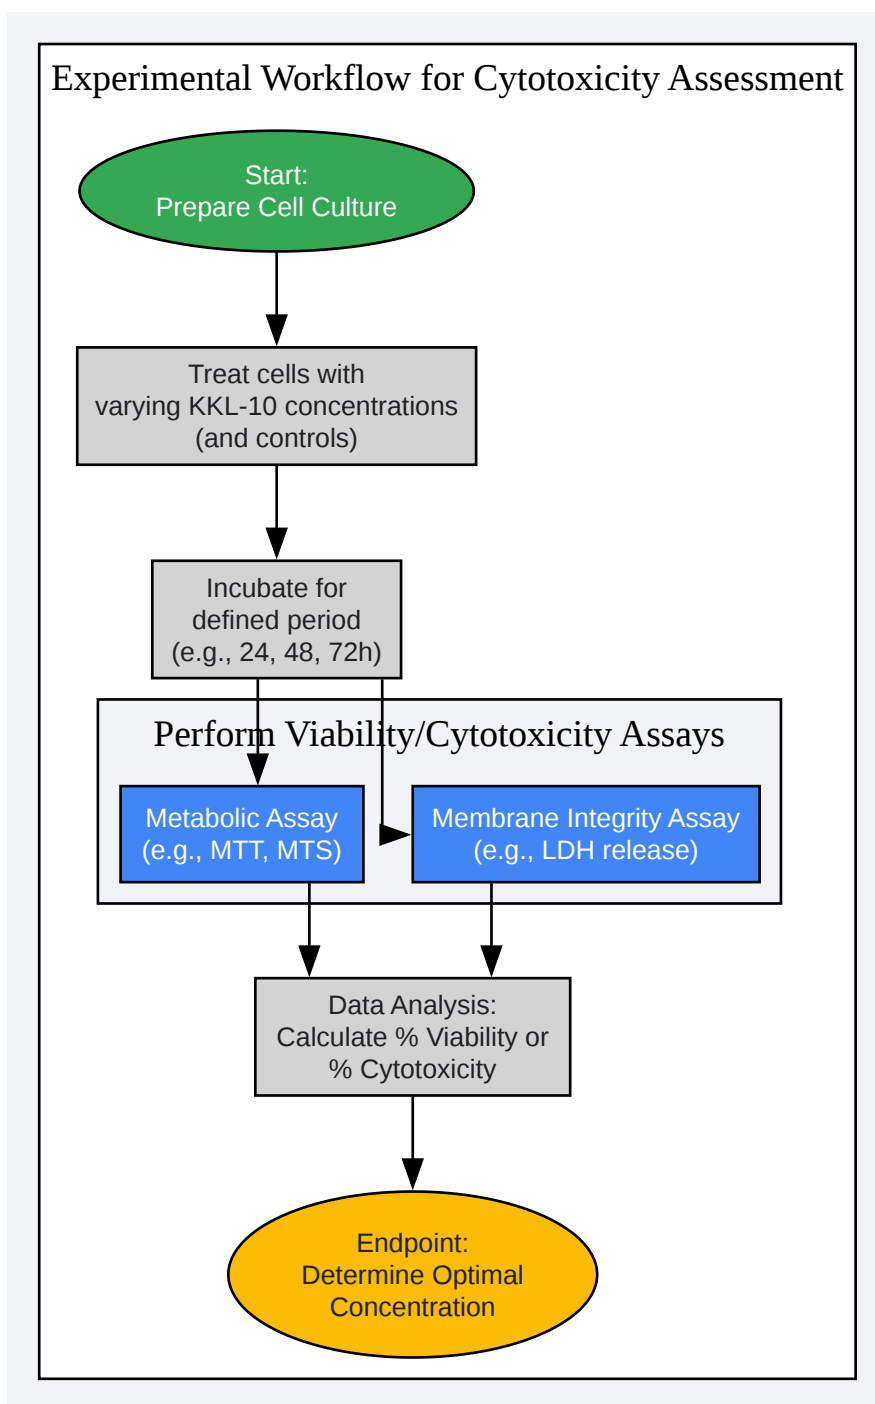 Experimental Workflow for Cytotoxicity Assessment
Start:
Prepare Cell Culture
Treat cells with
varying KKL-10 concentrations
(and controls)
Incubate for
defined period
(e.g., 24, 48, 72h)
Perform Viability/Cytotoxicity Assays
Metabolic Assay
(e.g., MTT, MTS)
Membrane Integrity Assay
(e.g., LDH release)
Data Analysis:
Calculate % Viability or
% Cytotoxicity
Endpoint:
Determine Optimal
Concentration